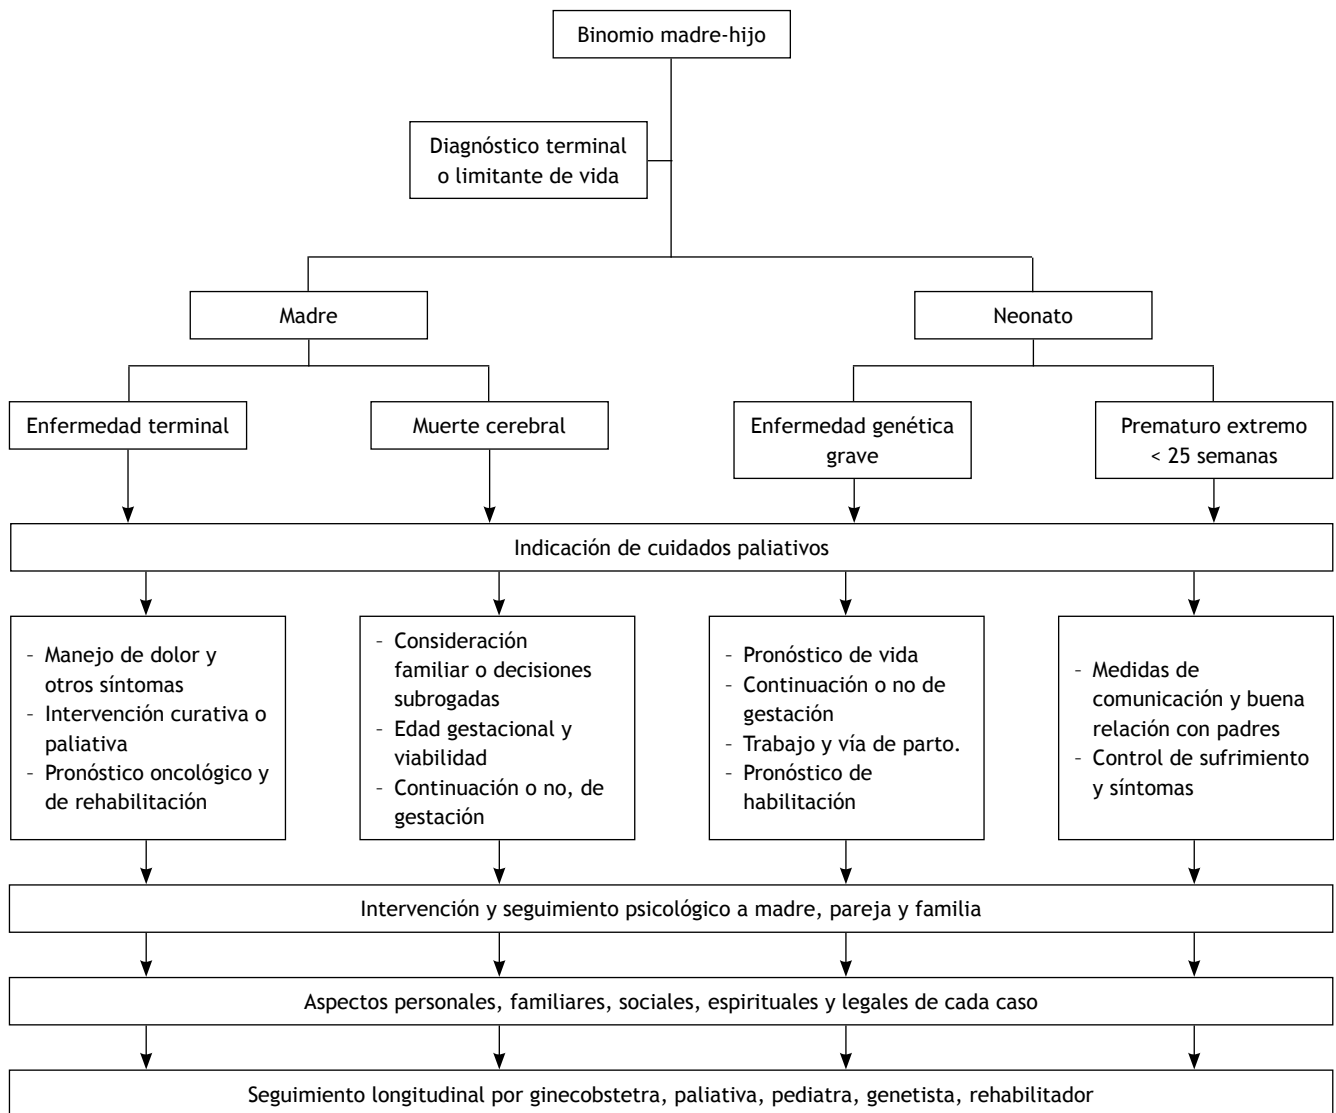 Binomio madre-hijo
Diagnóstico terminal
o limitante de vida
Madre
Neonato
Enfermedad terminal
Muerte cerebral
Enfermedad genética
grave
Prematuro extremo
< 25 semanas
Indicación de cuidados paliativos
- Manejo de dolor y
otros síntomas
- Intervención curativa o
paliativa
- Pronóstico oncológico y
de rehabilitación
- Consideración
familiar o decisiones
subrogadas
- Edad gestacional y
viabilidad
- Continuación o no, de
gestación
- Pronóstico de vida
- Continuación o no de
gestación
- Trabajo y vía de parto.
- Pronóstico de
habilitación
- Medidas de
comunicación y buena
relación con padres
- Control de sufrimiento
y síntomas
Intervención y seguimiento psicológico a madre, pareja y familia
Aspectos personales, familiares, sociales, espirituales y legales de cada caso
Seguimiento longitudinal por ginecobstetra, paliativa, pediatra, genetista, rehabilitador